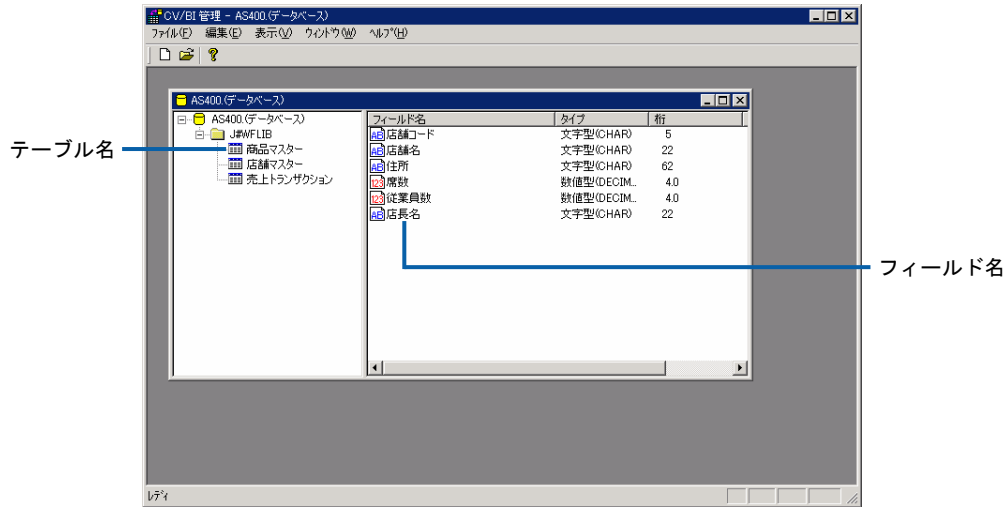 CV/BI 管理 - AS400.(データベース)
ファイル(F) 編集(E) 表示(V) ウィンドウ(W) ヘルプ(H)
AS400.(データベース)
AS400.(データベース)
J#WFLIB
商品マスター
店舗マスター
売上トランザクション
フィールド名 タイプ 桁
店舗コード 文字型(CHAR) 5
店舗名 文字型(CHAR) 22
住所 文字型(CHAR) 62
席数 数値型(DECIM... 4.0
従業員数 数値型(DECIM... 4.0
店長名 文字型(CHAR) 22
テーブル名
フィールド名
レディ